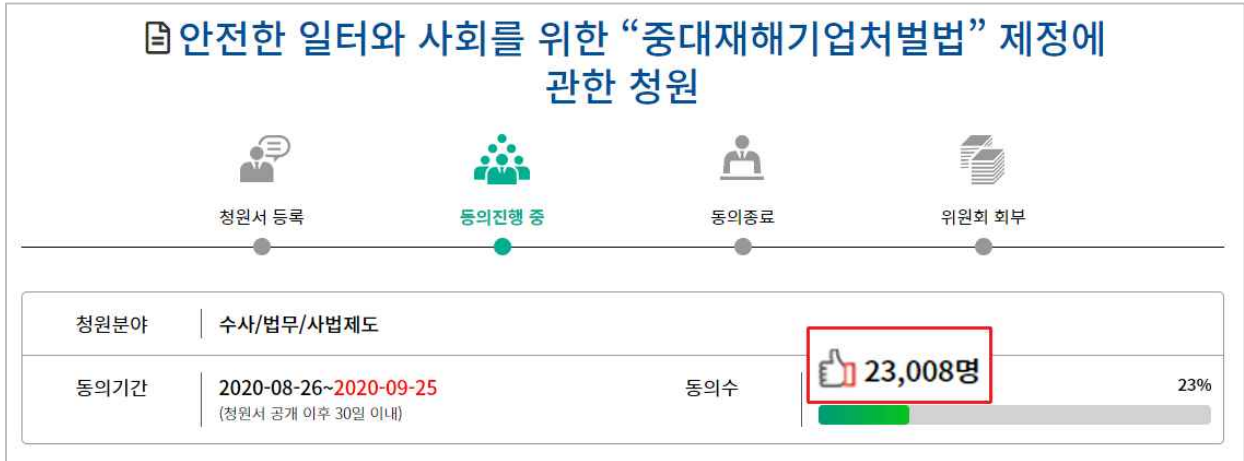 안전한 일터와 사회를 위한 “중대재해기업처벌법” 제정에
관한 청원
청원서 등록
동의진행 중
동의종료
위원회 회부
청원분야
수사/법무/사법제도
동의기간
2020-08-26~2020-09-25
(청원서 공개 이후 30일 이내)
동의수
23,008명
23%